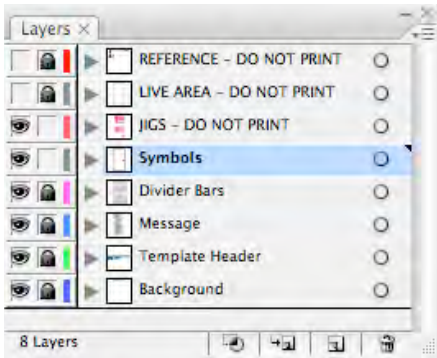 Layers ×
REFERENCE – DO NOT PRINT
LIVE AREA – DO NOT PRINT
JIGS – DO NOT PRINT
Symbols
Divider Bars
Message
Template Header
Background
8 Layers